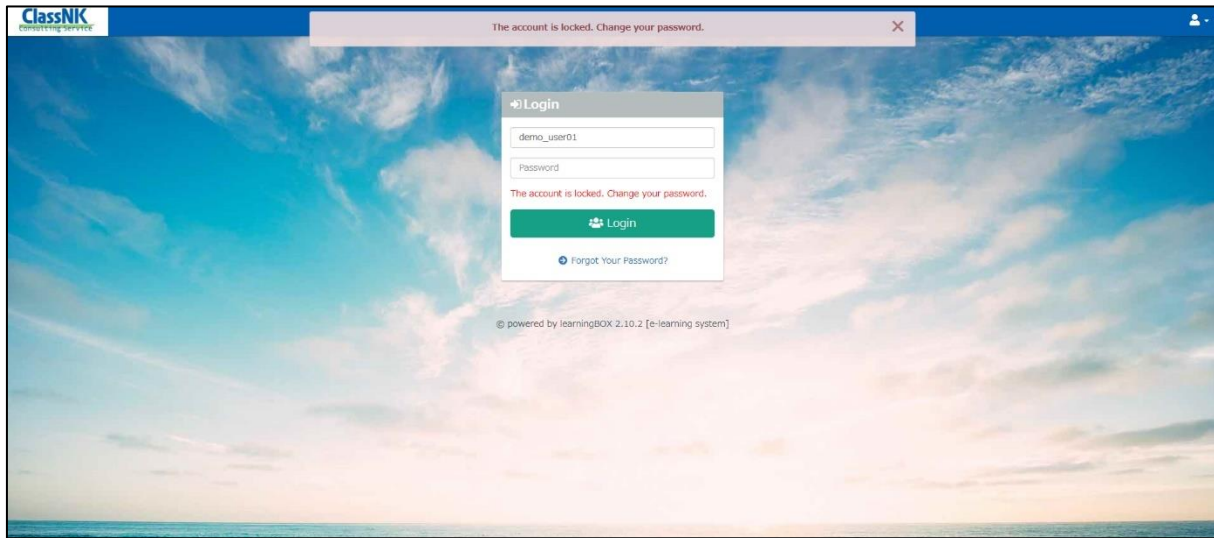 ClassNK
Consulting Service
The account is locked. Change your password.
Login
demo_user01
Password
The account is locked. Change your password.
Login
Forgot Your Password?
© powered by learningBOX 2.10.2 [e-learning system]